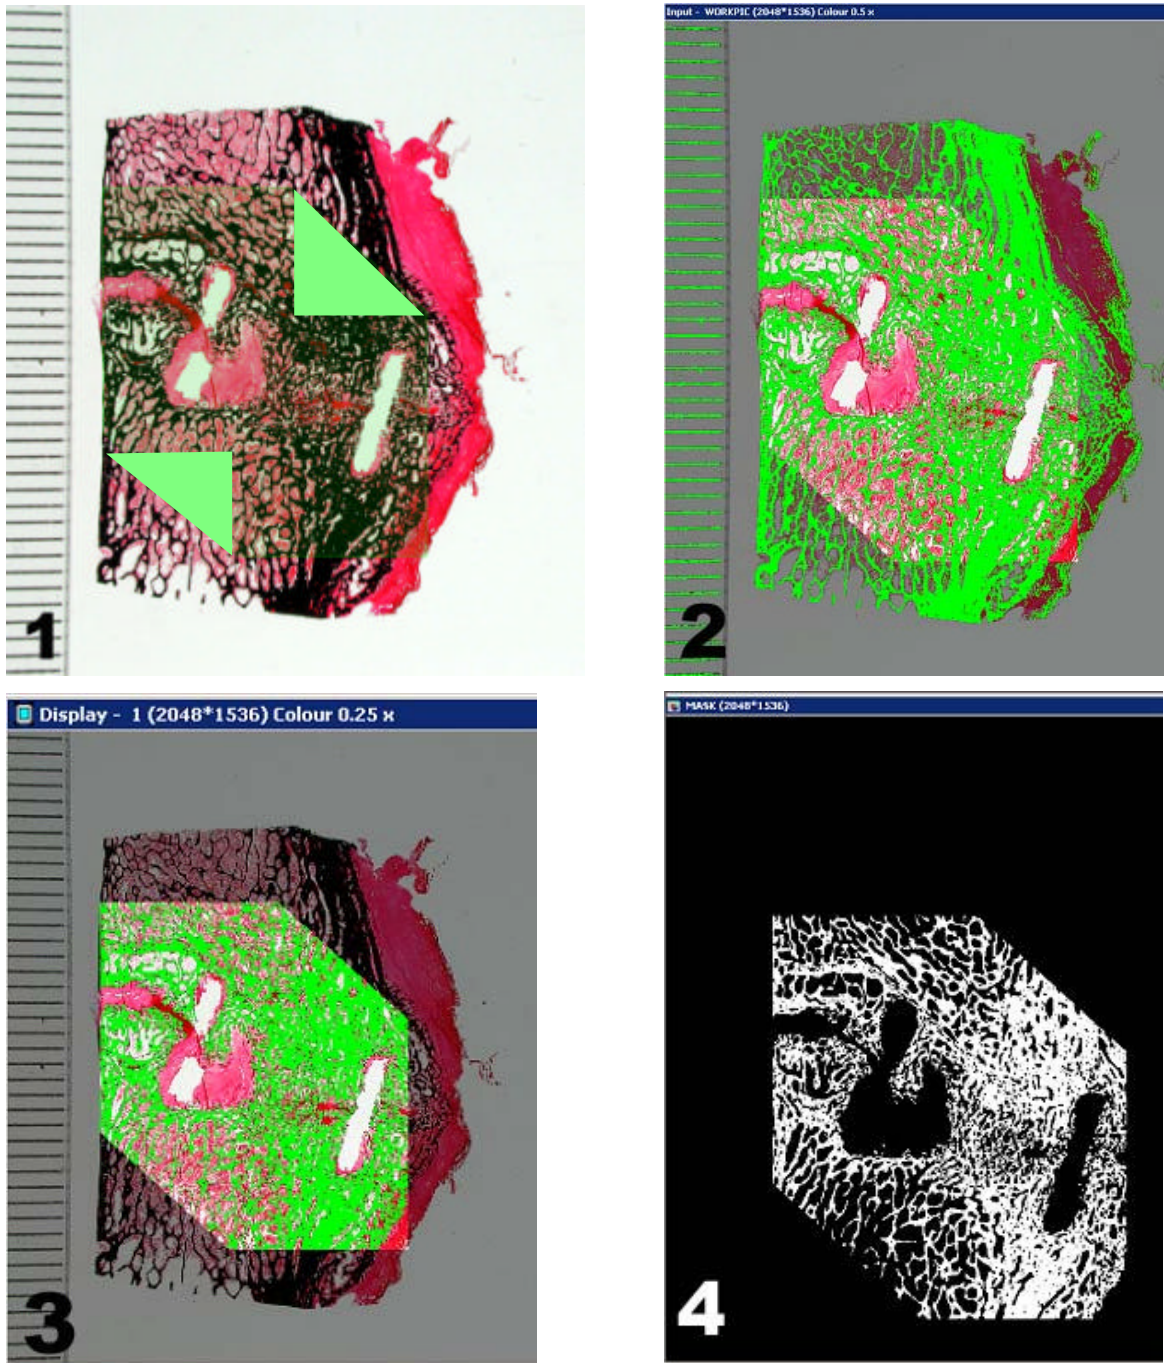 1
Input - WORKPIC (2048*1536) Colour 0.5 x
2
Display - 1 (2048*1536) Colour 0.25 x
3
MASK (2048*1536)
4